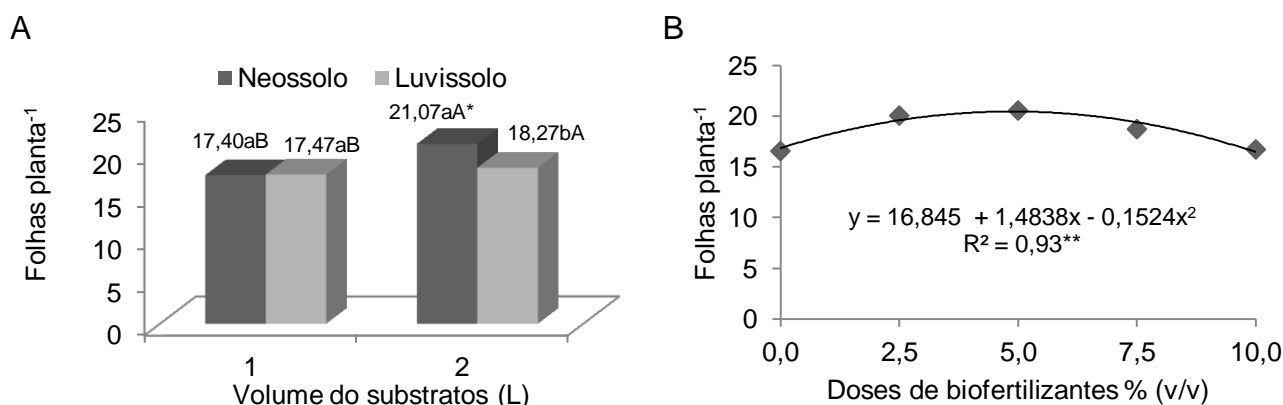 A
Neossolo Luvissolo
Folhas planta⁻¹
25
20
15
10
5
0
17,40aB
17,47aB
21,07aA*
18,27bA
1
2
Volume do substratos (L)
B
Folhas planta⁻¹
25
20
15
10
5
0
y = 16,845 + 1,4838x - 0,1524x²
R² = 0,93**
0,0 2,5 5,0 7,5 10,0
Doses de biofertilizantes % (v/v)